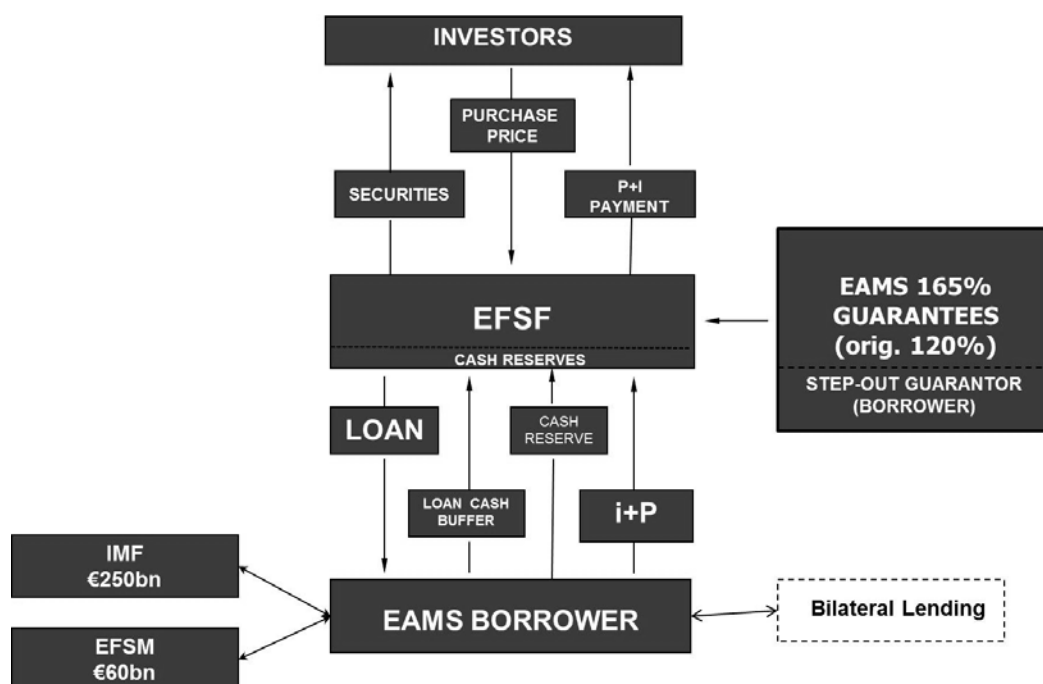 INVESTORS
PURCHASE
PRICE
SECURITIES
P+I
PAYMENT
EFSF
CASH RESERVES
EAMS 165%
GUARANTEES
(orig. 120%)
STEP-OUT GUARANTOR
(BORROWER)
LOAN
CASH
RESERVE
LOAN CASH
BUFFER
i+P
IMF
€250bn
EAMS BORROWER
Bilateral Lending
EFSM
€60bn